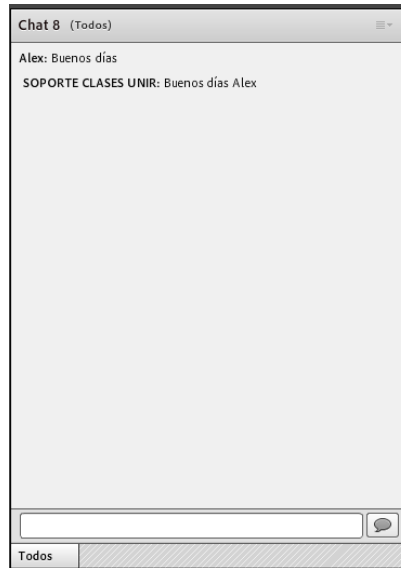 Chat 8 (Todos)
Alex: Buenos días
SOPORTE CLASES UNIR: Buenos días Alex
Todos